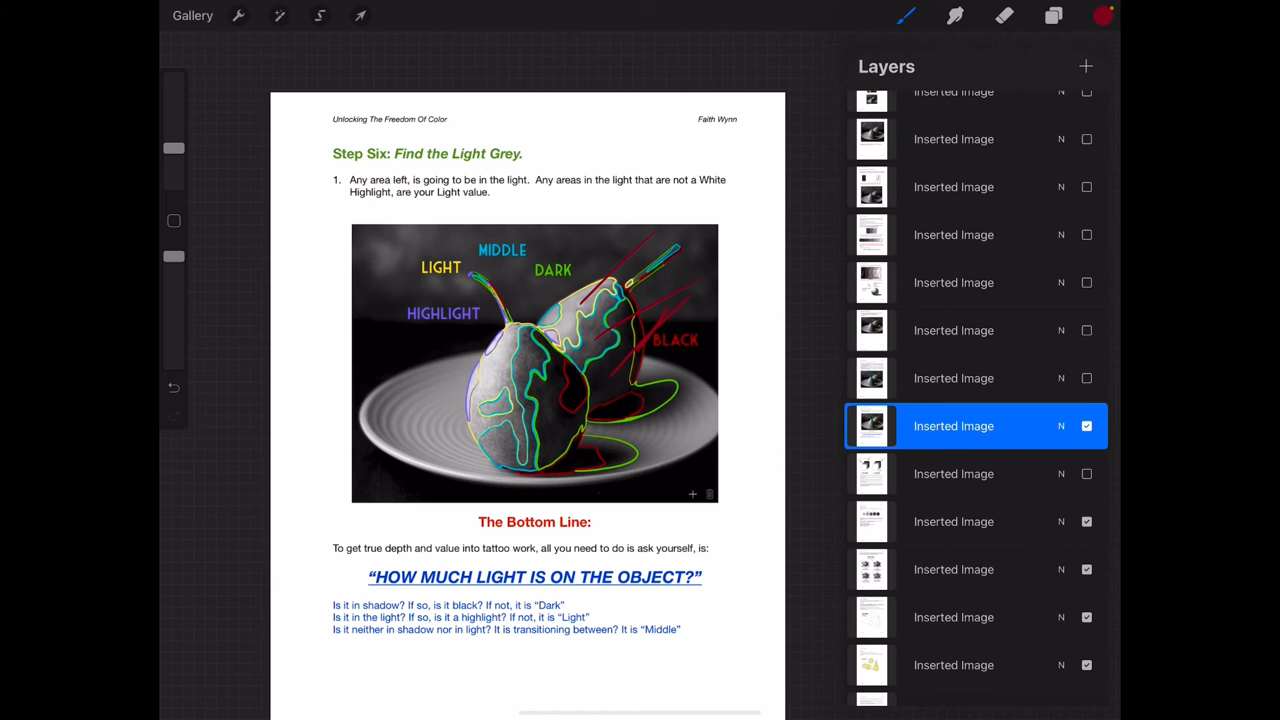 Gallery
Layers
Inserted Image N
Inserted Image N
Inserted Image N
Inserted Image N
Inserted Image N
Inserted Image N
Inserted Image N
Inserted Image N
Inserted Image N
Inserted Image N
Inserted Image N
Inserted Image N
Inserted Image N
Unlocking The Freedom Of Color Faith Wynn
Step Six: Find the Light Grey.
1. Any area left, is going to be in the light. Any areas in the light that are not a White
Highlight, are your Light value.
MIDDLE
LIGHT
DARK
HIGHLIGHT
BLACK
The Bottom Line:
To get true depth and value into tattoo work, all you need to do is ask yourself, is:
“HOW MUCH LIGHT IS ON THE OBJECT?”
Is it in shadow? If so, is it black? If not, it is “Dark”
Is it in the light? If so, is it a highlight? If not, it is “Light”
Is it neither in shadow nor in light? It is transitioning between? It is “Middle”